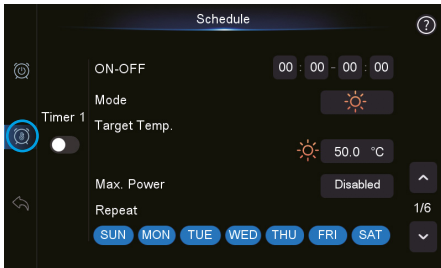 Schedule
?
ON-OFF 00 : 00 - 00 : 00
Mode
Timer 1
Target Temp.
50.0 °C
Max. Power Disabled
Repeat 1/6
SUN MON TUE WED THU FRI SAT